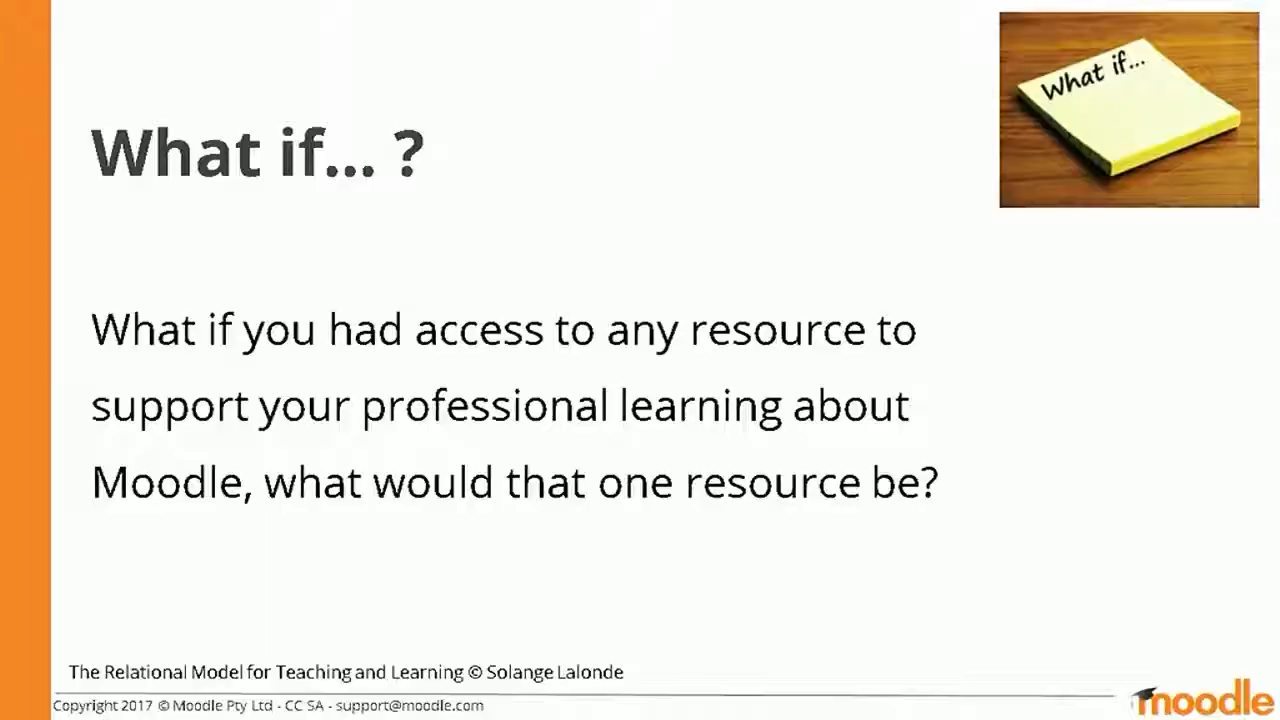 What if...
What if... ?
What if you had access to any resource to
support your professional learning about
Moodle, what would that one resource be?
The Relational Model for Teaching and Learning © Solange Lalonde
Copyright 2017 © Moodle Pty Ltd - CC SA - support@moodle.com
moodle